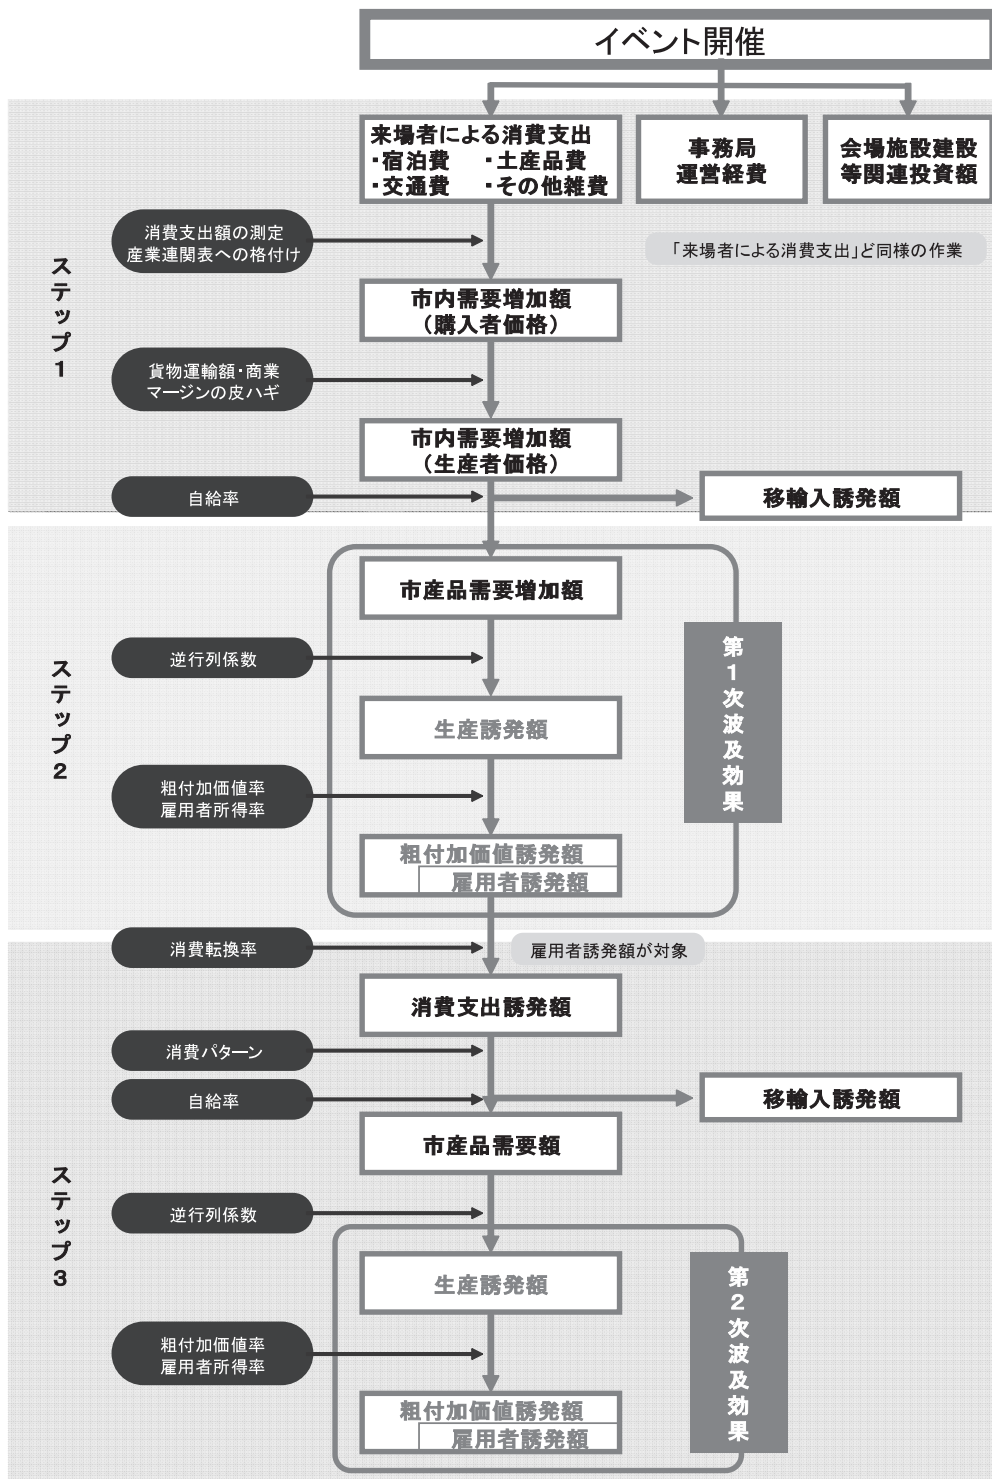 イベント開催
来場者による消費支出
・宿泊費　・土産品費
・交通費　・その他雑費
事務局
運営経費
会場施設建設
等関連投資額
ステップ1
消費支出額の測定
産業連関表への格付け
「来場者による消費支出」ど同様の作業
市内需要増加額
（購入者価格）
貨物運輸額・商業
マージンの皮ハギ
市内需要増加額
（生産者価格）
自給率
移輸入誘発額
ステップ2
市産品需要増加額
第1次波及効果
逆行列係数
生産誘発額
粗付加価値率
雇用者所得率
粗付加価値誘発額
雇用者誘発額
ステップ3
消費転換率
雇用者誘発額が対象
消費支出誘発額
消費パターン
自給率
移輸入誘発額
市産品需要額
逆行列係数
生産誘発額
第2次波及効果
粗付加価値率
雇用者所得率
粗付加価値誘発額
雇用者誘発額